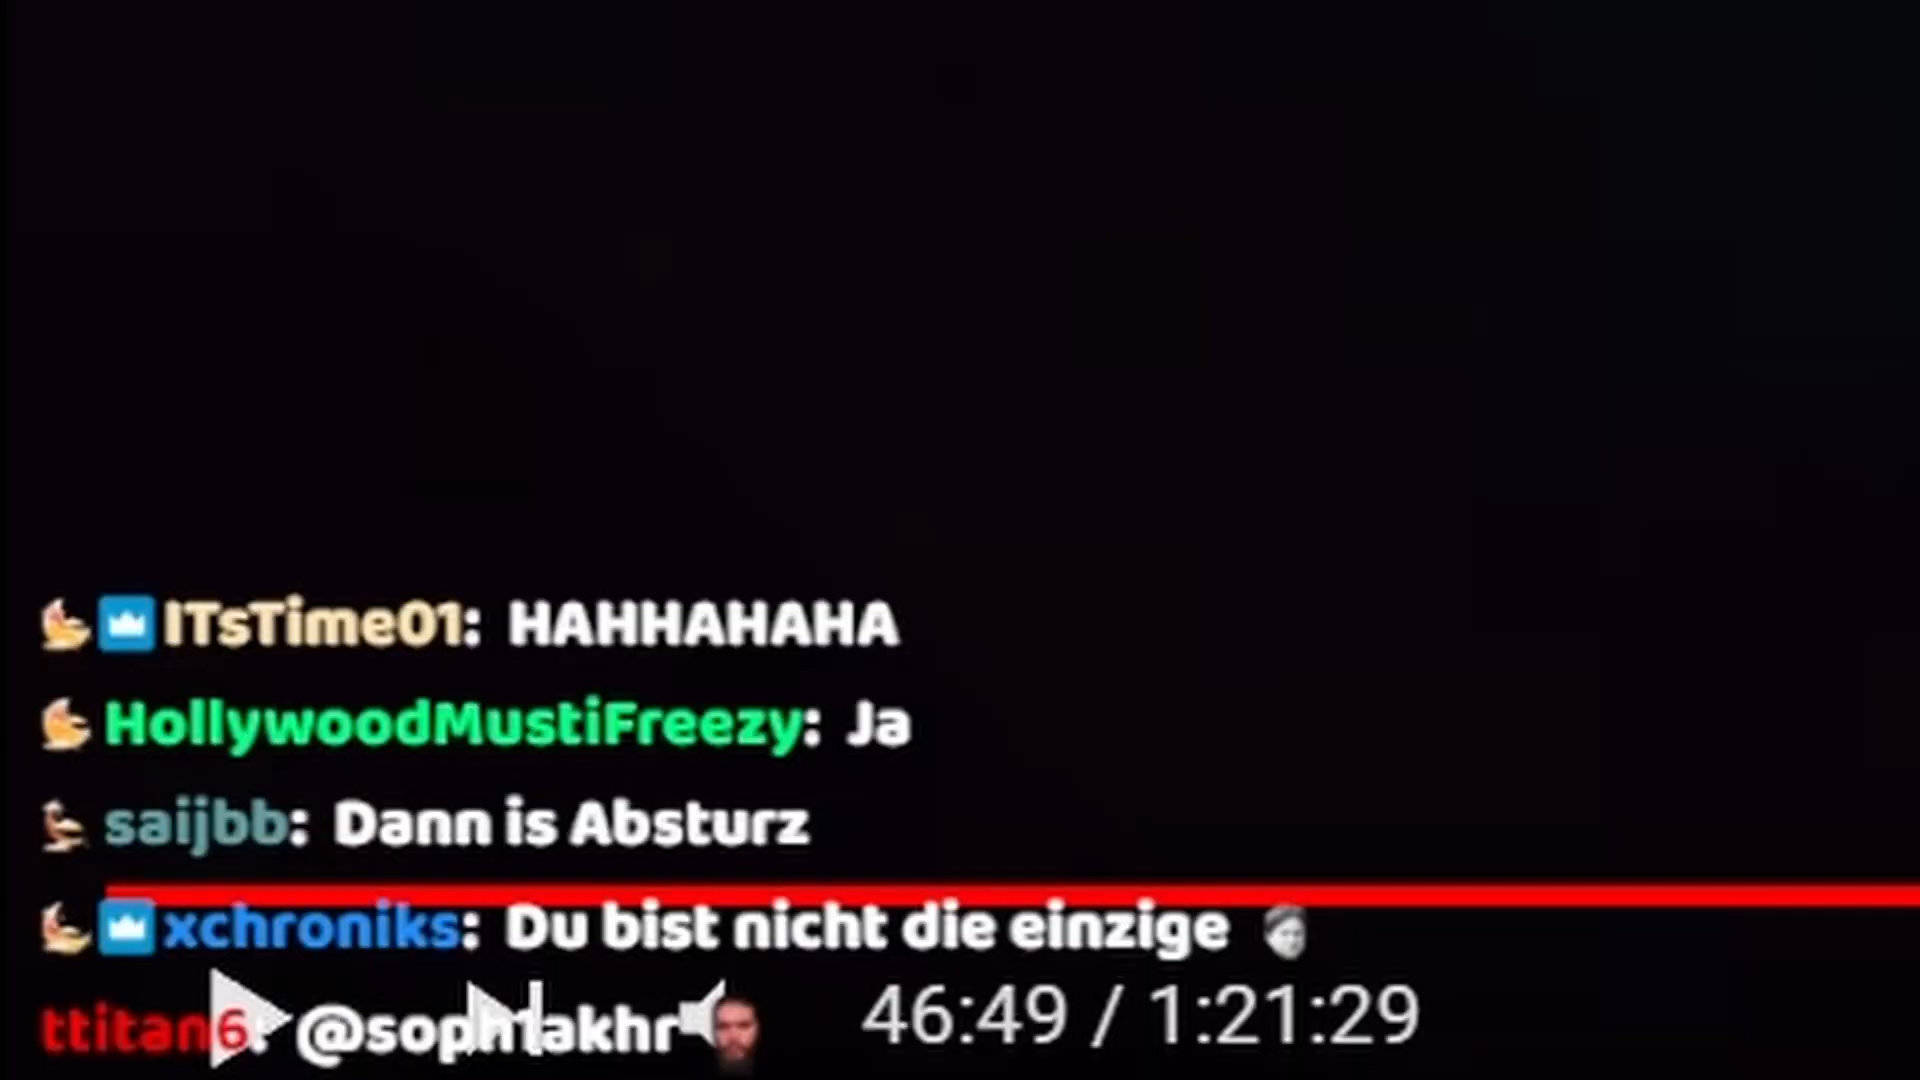 ITsTime01: HAHHAHAHA
HollywoodMustiFreezy: Ja
saijbb: Dann is Absturz
xchroniks: Du bist nicht die einzige
ttitan6: 46:49 / 1:21:29